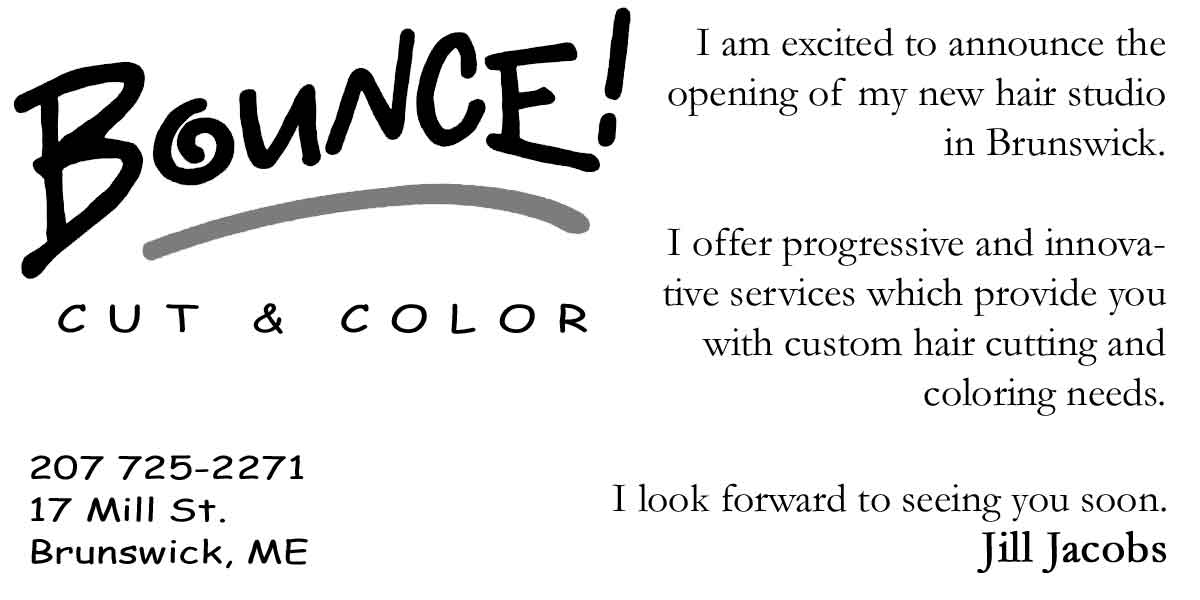 BOUNCE!
CUT & COLOR
207 725-2271
17 Mill St.
Brunswick, ME
I am excited to announce the
opening of my new hair studio
in Brunswick.
I offer progressive and innova-
tive services which provide you
with custom hair cutting and
coloring needs.
I look forward to seeing you soon.
Jill Jacobs